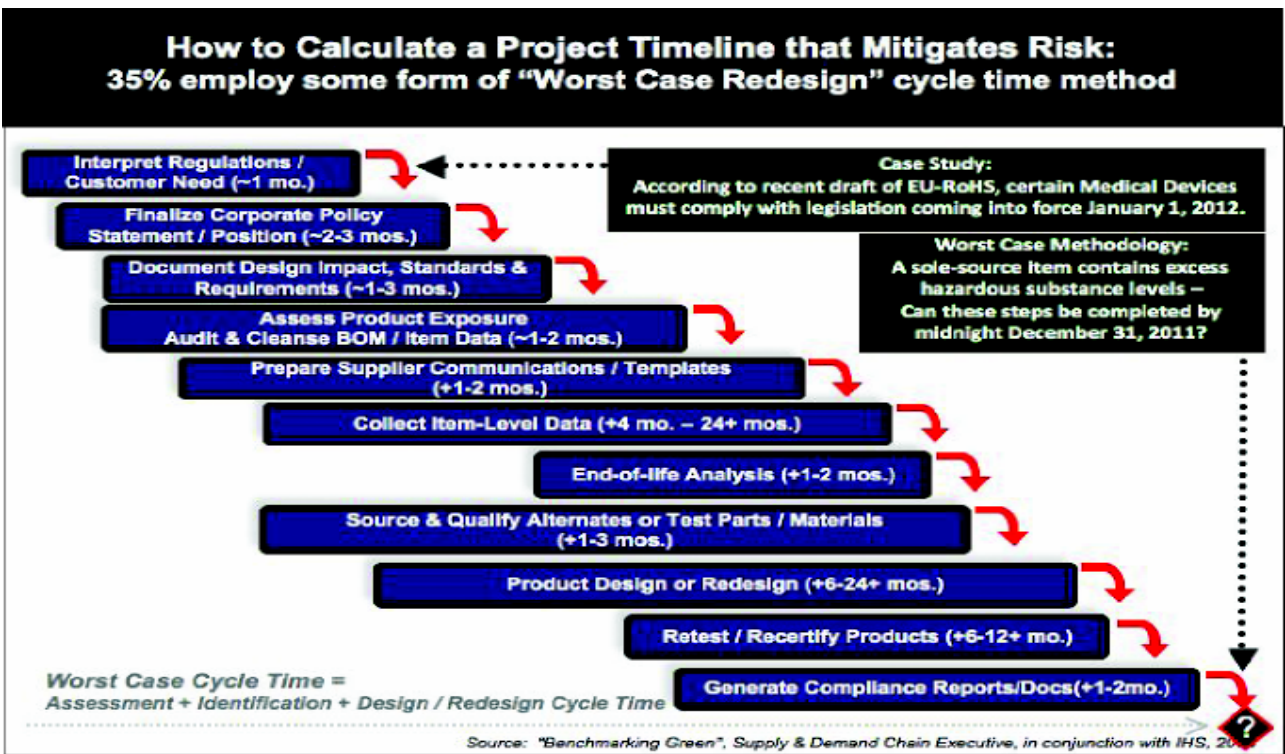 How to Calculate a Project Timeline that Mitigates Risk:
35% employ some form of “Worst Case Redesign” cycle time method
Interpret Regulations /
Customer Need (~1 mo.)
Case Study:
According to recent draft of EU-RoHS, certain Medical Devices
must comply with legislation coming into force January 1, 2012.
Finalize Corporate Policy
Statement / Position (~2-3 mos.)
Worst Case Methodology:
A sole-source item contains excess
hazardous substance levels –
Can these steps be completed by
midnight December 31, 2011?
Document Design Impact, Standards &
Requirements (~1-3 mos.)
Assess Product Exposure
Audit & Cleanse BOM / Item Data (~1-2 mos.)
Prepare Supplier Communications / Templates
(+1-2 mos.)
Collect Item-Level Data (+4 mo. – 24+ mos.)
End-of-life Analysis (+1-2 mos.)
Source & Qualify Alternates or Test Parts / Materials
(+1-3 mos.)
Product Design or Redesign (+6-24+ mos.)
Retest / Recertify Products (+6-12+ mo.)
Generate Compliance Reports/Docs(+1-2mo.)
Worst Case Cycle Time =
Assessment + Identification + Design / Redesign Cycle Time
?
Source: "Benchmarking Green", Supply & Demand Chain Executive, in conjunction with IHS,